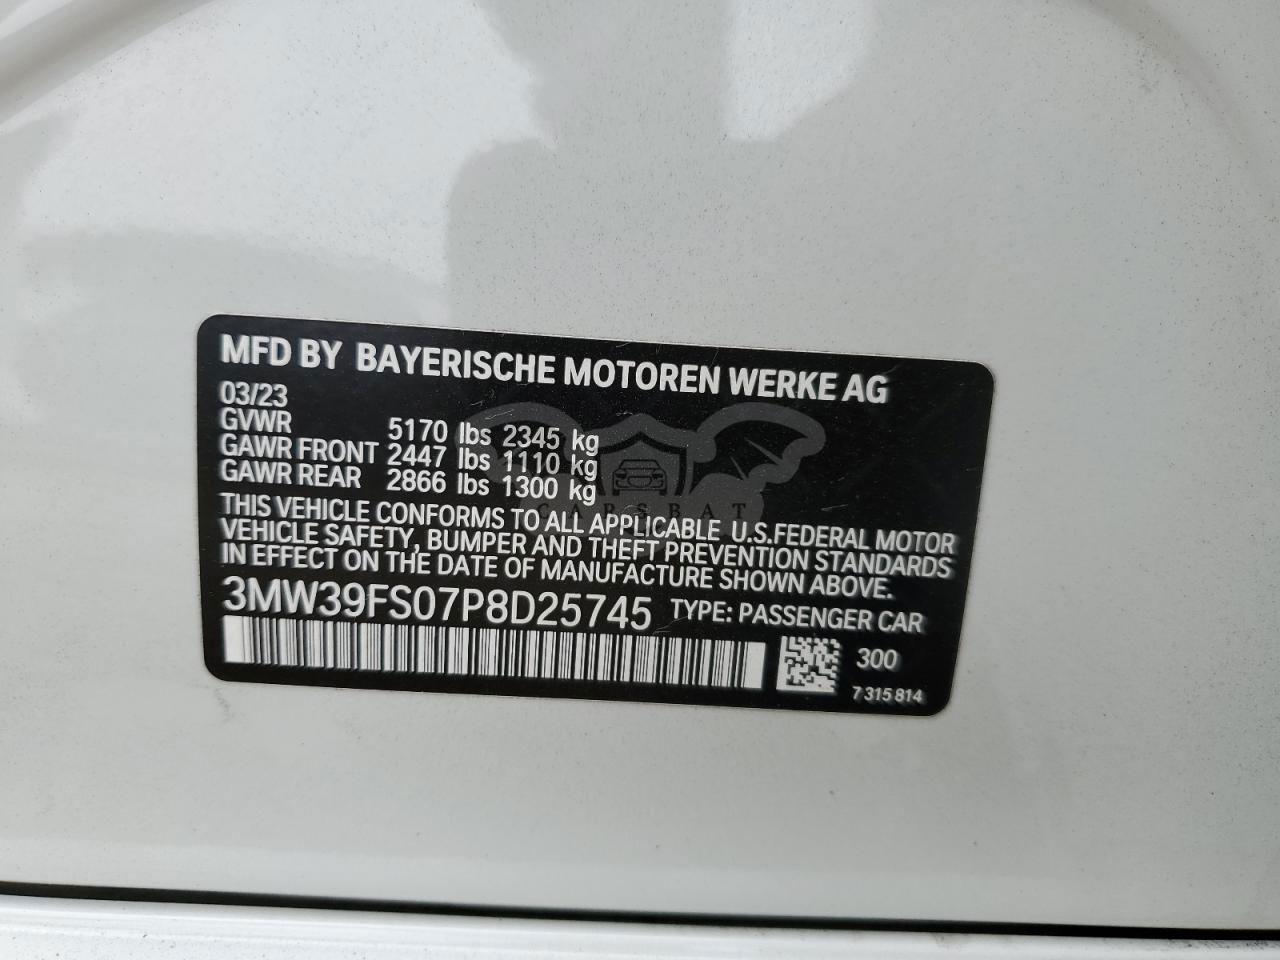 MFD BY BAYERISCHE MOTOREN WERKE AG
03/23
GVWR 5170 lbs 2345 kg
GAWR FRONT 2447 lbs 1110 kg
GAWR REAR 2866 lbs 1300 kg
CARSBAT
THIS VEHICLE CONFORMS TO ALL APPLICABLE U.S.FEDERAL MOTOR
VEHICLE SAFETY, BUMPER AND THEFT PREVENTION STANDARDS
IN EFFECT ON THE DATE OF MANUFACTURE SHOWN ABOVE.
3MW39FS07P8D25745 TYPE: PASSENGER CAR
300
7 315 814